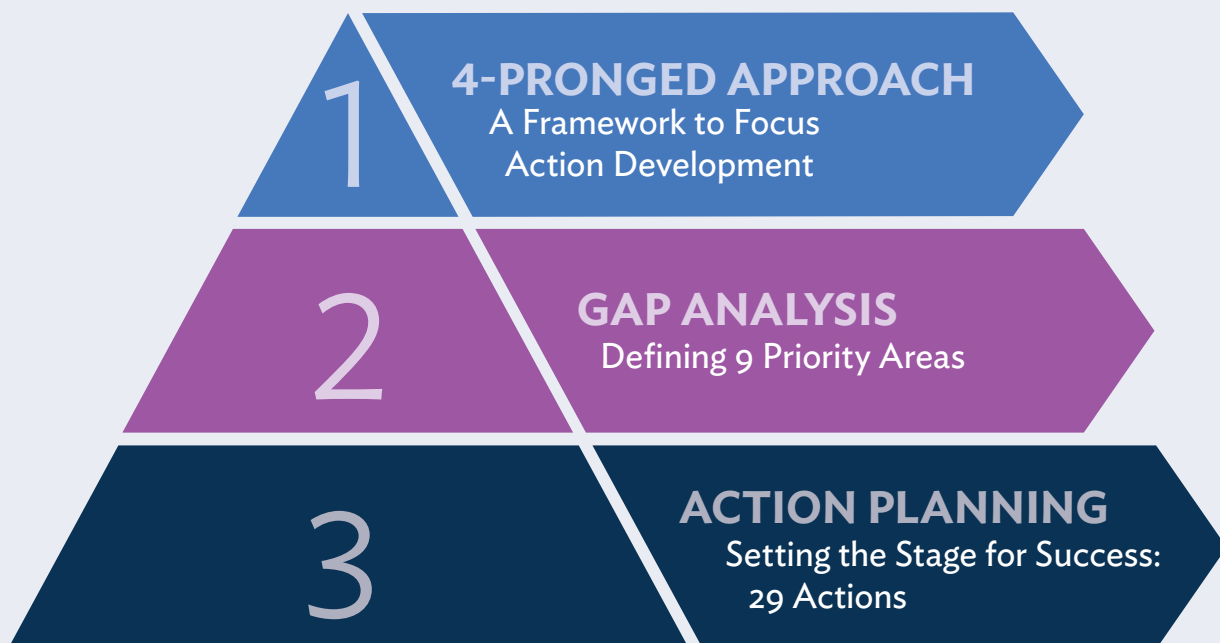 1
4-PRONGED APPROACH
A Framework to Focus
Action Development
2
GAP ANALYSIS
Defining 9 Priority Areas
3
ACTION PLANNING
Setting the Stage for Success:
29 Actions